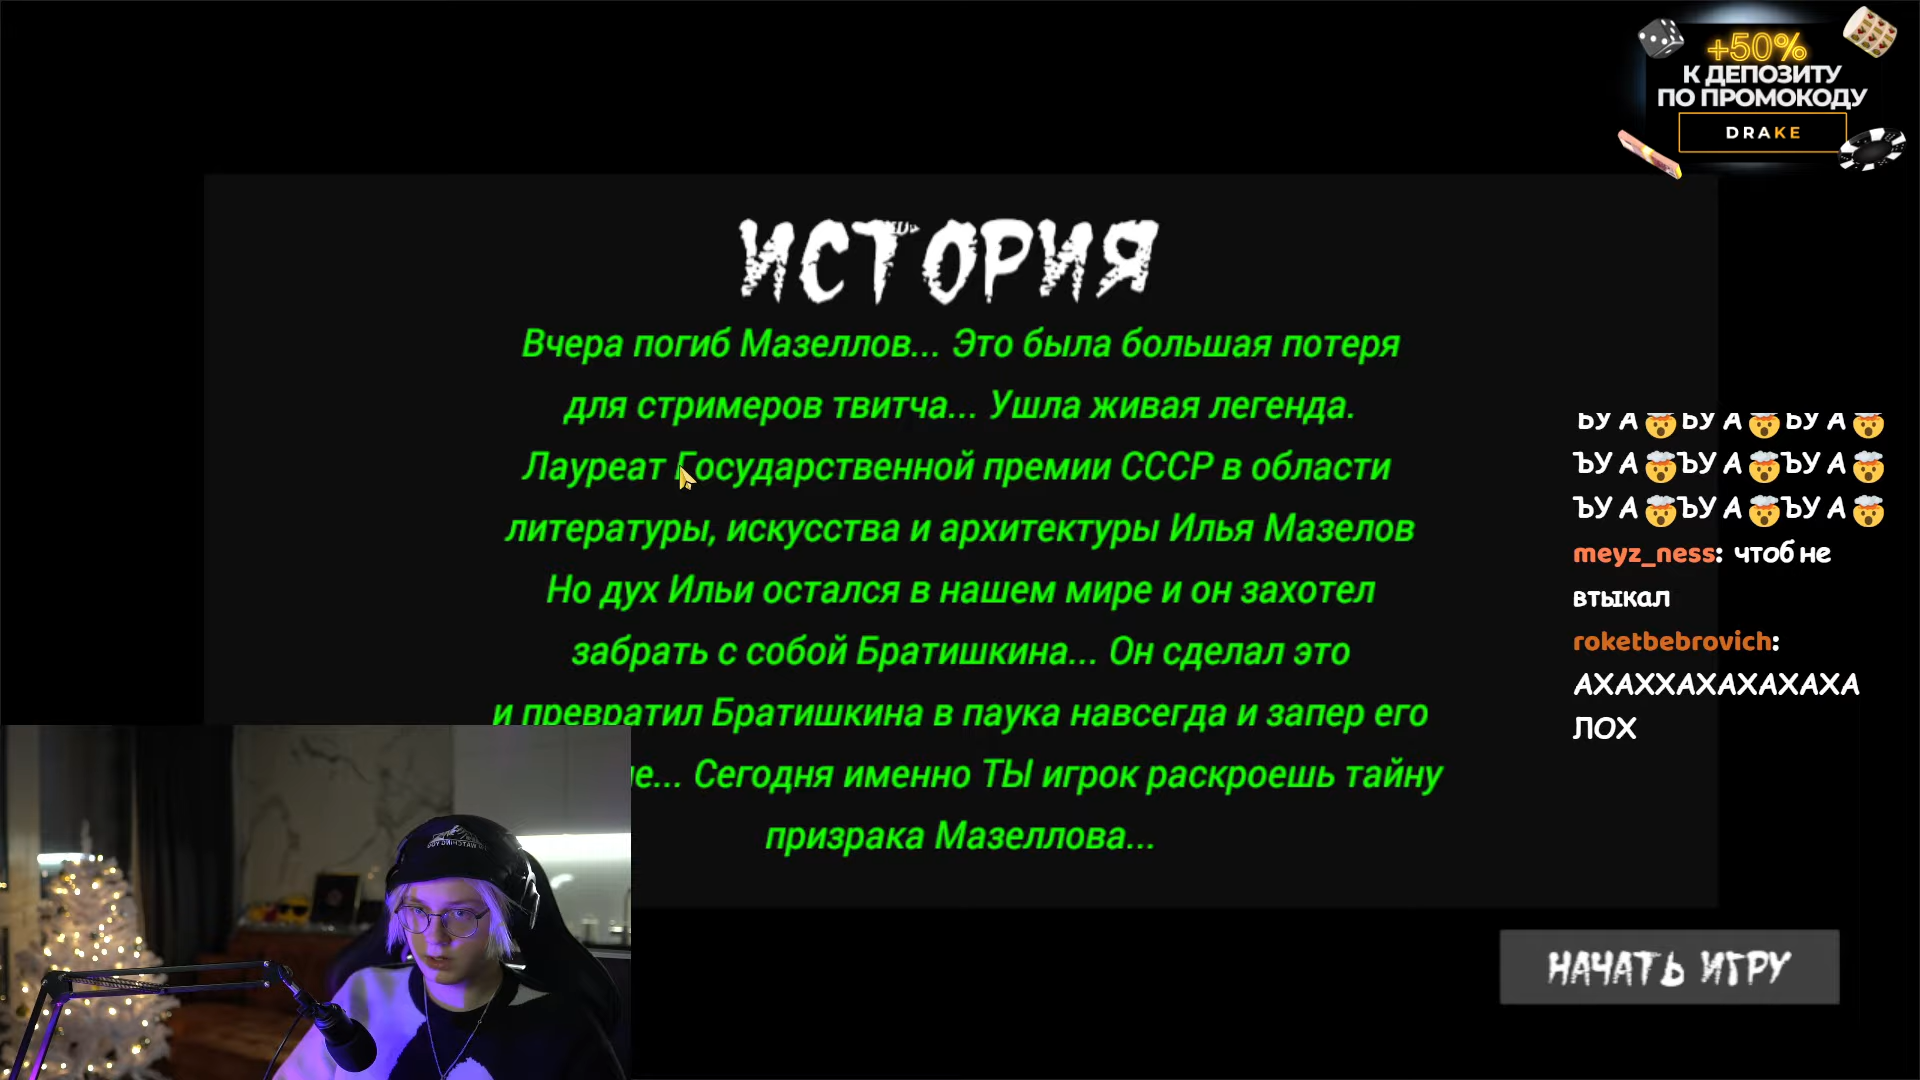 +50%
К ДЕПОЗИТУ
ПО ПРОМОКОДУ
DRAKE
ИСТОРИЯ
Вчера погиб Мазеллов... Это была большая потеря
для стримеров твитча... Ушла живая легенда.
Лауреат Государственной премии СССР в области
литературы, искусства и архитектуры Илья Мазелов
Но дух Ильи остался в нашем мире и он захотел
забрать с собой Братишкина... Он сделал это
и превратил Братишкина в паука навсегда и запер его
... Сегодня именно ТЫ игрок раскроешь тайну
призрака Мазеллова...
ЪУ А🤯ЪУ А🤯ЪУ А🤯
ЪУ А🤯ЪУ А🤯ЪУ А🤯
ЪУ А🤯ЪУ А🤯ЪУ А🤯
meyz_ness: чтоб не
втыкал
roketbebrovich:
АХАХХАХАХАХАХА
ЛОХ
НАЧАТЬ ИГРУ